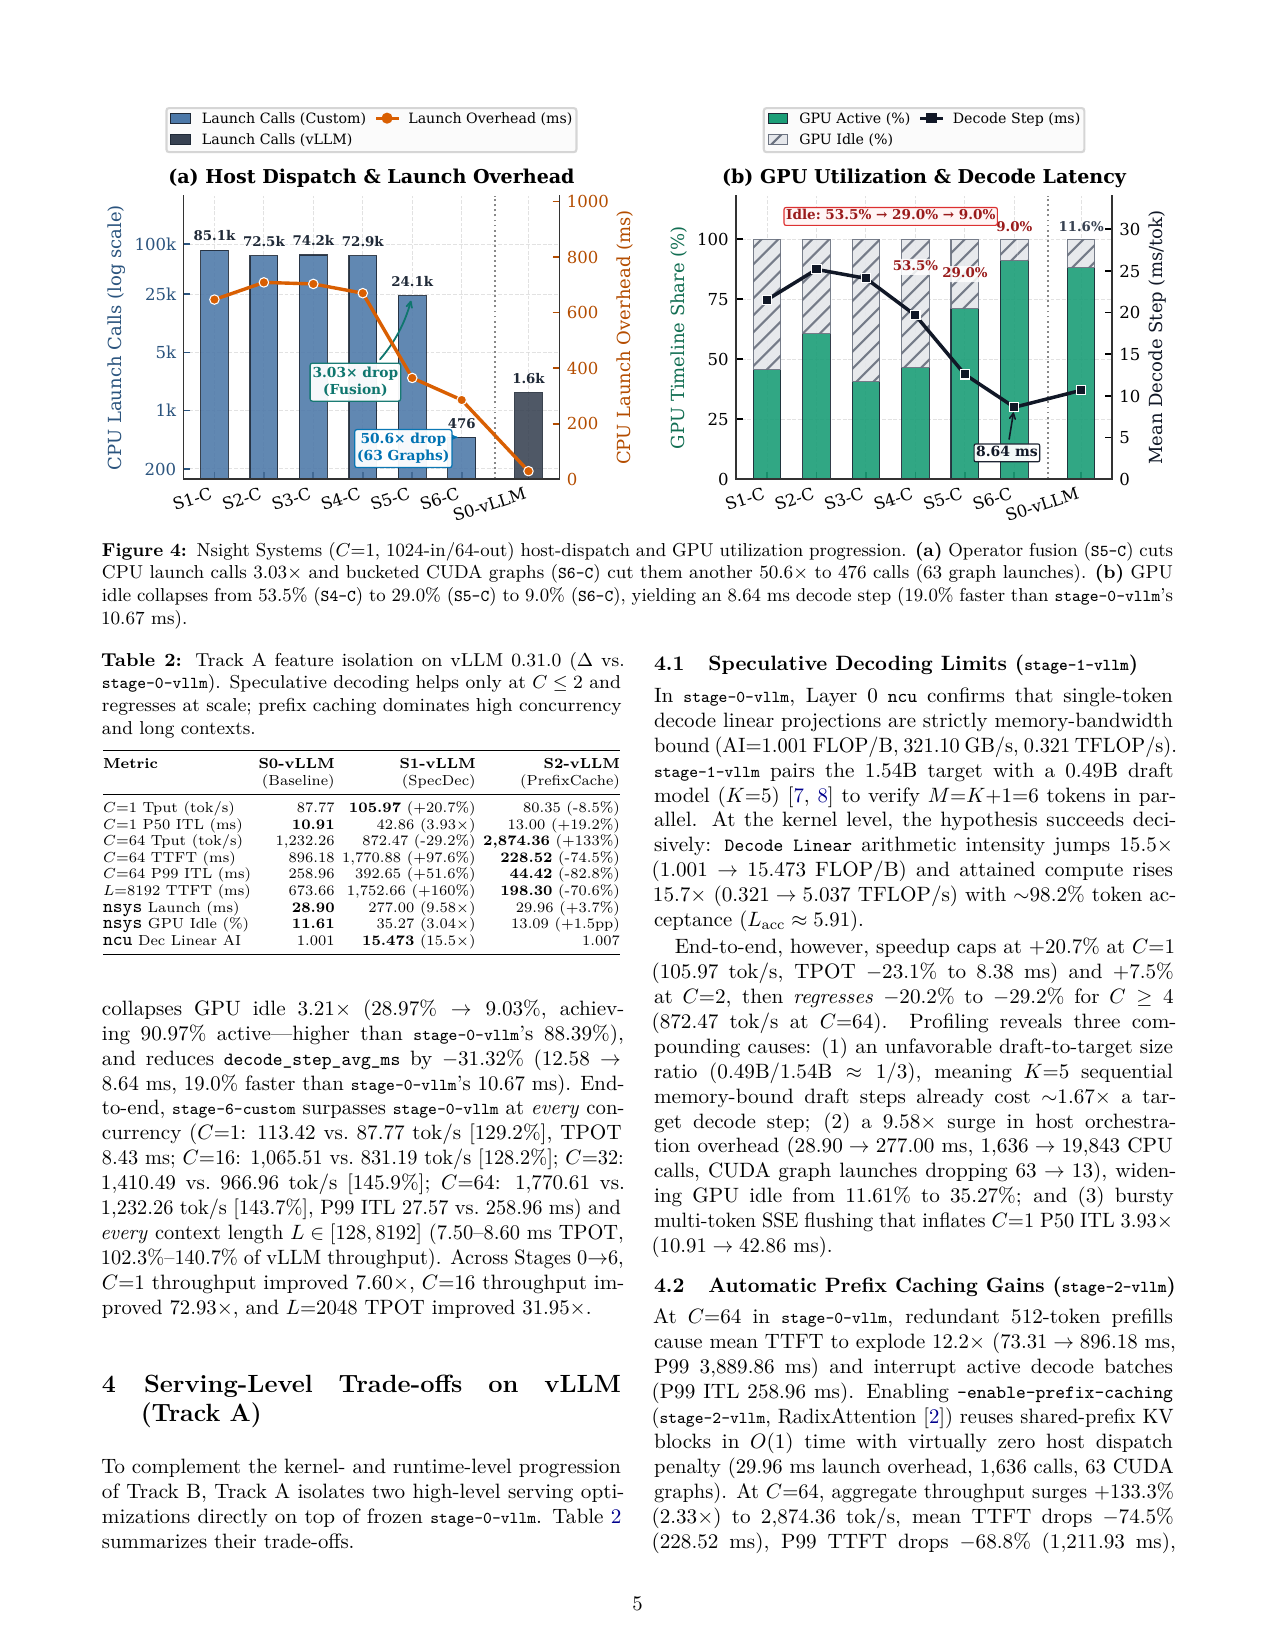 Launch Calls (Custom) Launch Overhead (ms)
Launch Calls (vLLM)
(a) Host Dispatch & Launch Overhead
CPU Launch Calls (log scale)
100k
25k
5k
1k
200
85.1k 72.5k 74.2k 72.9k
24.1k
3.03× drop
(Fusion)
476
50.6× drop
(63 Graphs)
1.6k
1000
800
600
400
200
0
CPU Launch Overhead (ms)
S1-C S2-C S3-C S4-C S5-C S6-C S0-vLLM
GPU Active (%) Decode Step (ms)
GPU Idle (%)
(b) GPU Utilization & Decode Latency
GPU Timeline Share (%)
100
75
50
25
0
Idle: 53.5% → 29.0% → 9.0%
9.0% 11.6%
53.5% 29.0%
8.64 ms
30
25
20
15
10
5
0
Mean Decode Step (ms/tok)
S1-C S2-C S3-C S4-C S5-C S6-C S0-vLLM
Figure 4: Nsight Systems (C=1, 1024-in/64-out) host-dispatch and GPU utilization progression. (a) Operator fusion (S5-C) cuts
CPU launch calls 3.03× and bucketed CUDA graphs (S6-C) cut them another 50.6× to 476 calls (63 graph launches). (b) GPU
idle collapses from 53.5% (S4-C) to 29.0% (S5-C) to 9.0% (S6-C), yielding an 8.64 ms decode step (19.0% faster than stage-0-vllm's
10.67 ms).
Table 2: Track A feature isolation on vLLM 0.31.0 (Δ vs.
stage-0-vllm). Speculative decoding helps only at C ≤ 2 and
regresses at scale; prefix caching dominates high concurrency
and long contexts.
Metric S0-vLLM S1-vLLM S2-vLLM
(Baseline) (SpecDec) (PrefixCache)
C=1 Tput (tok/s) 87.77 105.97 (+20.7%) 80.35 (-8.5%)
C=1 P50 ITL (ms) 10.91 42.86 (3.93×) 13.00 (+19.2%)
C=64 Tput (tok/s) 1,232.26 872.47 (-29.2%) 2,874.36 (+133%)
C=64 TTFT (ms) 896.18 1,770.88 (+97.6%) 228.52 (-74.5%)
C=64 P99 ITL (ms) 258.96 392.65 (+51.6%) 44.42 (-82.8%)
L=8192 TTFT (ms) 673.66 1,752.66 (+160%) 198.30 (-70.6%)
nsys Launch (ms) 28.90 277.00 (9.58×) 29.96 (+3.7%)
nsys GPU Idle (%) 11.61 35.27 (3.04×) 13.09 (+1.5pp)
ncu Dec Linear AI 1.001 15.473 (15.5×) 1.007
collapses GPU idle 3.21× (28.97% → 9.03%, achiev-
ing 90.97% active—higher than stage-0-vllm's 88.39%),
and reduces decode_step_avg_ms by −31.32% (12.58 →
8.64 ms, 19.0% faster than stage-0-vllm's 10.67 ms). End-
to-end, stage-6-custom surpasses stage-0-vllm at every con-
currency (C=1: 113.42 vs. 87.77 tok/s [129.2%], TPOT
8.43 ms; C=16: 1,065.51 vs. 831.19 tok/s [128.2%]; C=32:
1,410.49 vs. 966.96 tok/s [145.9%]; C=64: 1,770.61 vs.
1,232.26 tok/s [143.7%], P99 ITL 27.57 vs. 258.96 ms) and
every context length L ∈ [128, 8192] (7.50–8.60 ms TPOT,
102.3%–140.7% of vLLM throughput). Across Stages 0→6,
C=1 throughput improved 7.60×, C=16 throughput im-
proved 72.93×, and L=2048 TPOT improved 31.95×.
4 Serving-Level Trade-offs on vLLM
(Track A)
To complement the kernel- and runtime-level progression
of Track B, Track A isolates two high-level serving opti-
mizations directly on top of frozen stage-0-vllm. Table 2
summarizes their trade-offs.
4.1 Speculative Decoding Limits (stage-1-vllm)
In stage-0-vllm, Layer 0 ncu confirms that single-token
decode linear projections are strictly memory-bandwidth
bound (AI=1.001 FLOP/B, 321.10 GB/s, 0.321 TFLOP/s).
stage-1-vllm pairs the 1.54B target with a 0.49B draft
model (K=5) [7, 8] to verify M=K+1=6 tokens in par-
allel. At the kernel level, the hypothesis succeeds deci-
sively: Decode Linear arithmetic intensity jumps 15.5×
(1.001 → 15.473 FLOP/B) and attained compute rises
15.7× (0.321 → 5.037 TFLOP/s) with ∼98.2% token ac-
ceptance (Lacc ≈ 5.91).
End-to-end, however, speedup caps at +20.7% at C=1
(105.97 tok/s, TPOT −23.1% to 8.38 ms) and +7.5%
at C=2, then regresses −20.2% to −29.2% for C ≥ 4
(872.47 tok/s at C=64). Profiling reveals three com-
pounding causes: (1) an unfavorable draft-to-target size
ratio (0.49B/1.54B ≈ 1/3), meaning K=5 sequential
memory-bound draft steps already cost ∼1.67× a tar-
get decode step; (2) a 9.58× surge in host orchestra-
tion overhead (28.90 → 277.00 ms, 1,636 → 19,843 CPU
calls, CUDA graph launches dropping 63 → 13), widen-
ing GPU idle from 11.61% to 35.27%; and (3) bursty
multi-token SSE flushing that inflates C=1 P50 ITL 3.93×
(10.91 → 42.86 ms).
4.2 Automatic Prefix Caching Gains (stage-2-vllm)
At C=64 in stage-0-vllm, redundant 512-token prefills
cause mean TTFT to explode 12.2× (73.31 → 896.18 ms,
P99 3,889.86 ms) and interrupt active decode batches
(P99 ITL 258.96 ms). Enabling -enable-prefix-caching
(stage-2-vllm, RadixAttention [2]) reuses shared-prefix KV
blocks in O(1) time with virtually zero host dispatch
penalty (29.96 ms launch overhead, 1,636 calls, 63 CUDA
graphs). At C=64, aggregate throughput surges +133.3%
(2.33×) to 2,874.36 tok/s, mean TTFT drops −74.5%
(228.52 ms), P99 TTFT drops −68.8% (1,211.93 ms),
5